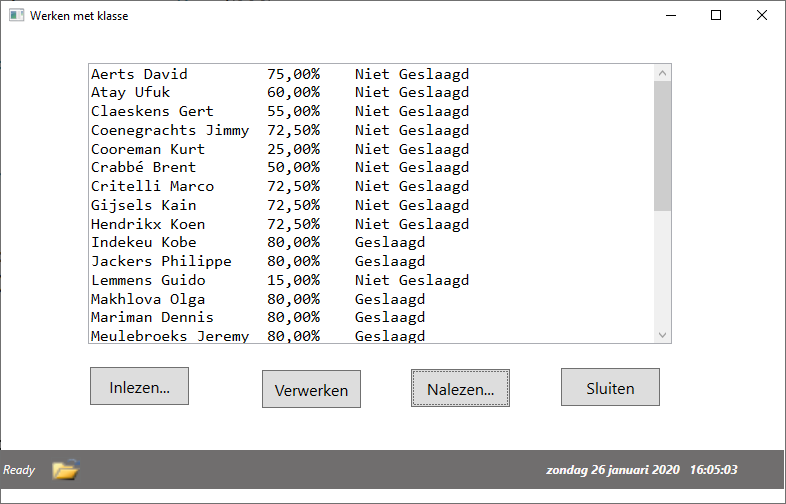 Werken met klasse
Aerts David 75,00% Niet Geslaagd
Atay Ufuk 60,00% Niet Geslaagd
Claeskens Gert 55,00% Niet Geslaagd
Coenegrachts Jimmy 72,50% Niet Geslaagd
Cooreman Kurt 25,00% Niet Geslaagd
Crabbé Brent 50,00% Niet Geslaagd
Critelli Marco 72,50% Niet Geslaagd
Gijsels Kain 72,50% Niet Geslaagd
Hendrikx Koen 72,50% Niet Geslaagd
Indekeu Kobe 80,00% Geslaagd
Jackers Philippe 80,00% Geslaagd
Lemmens Guido 15,00% Niet Geslaagd
Makhlova Olga 80,00% Geslaagd
Mariman Dennis 80,00% Geslaagd
Meulebroeks Jeremy 80,00% Geslaagd
Inlezen... Verwerken Nalezen... Sluiten
Ready zondag 26 januari 2020 16:05:03